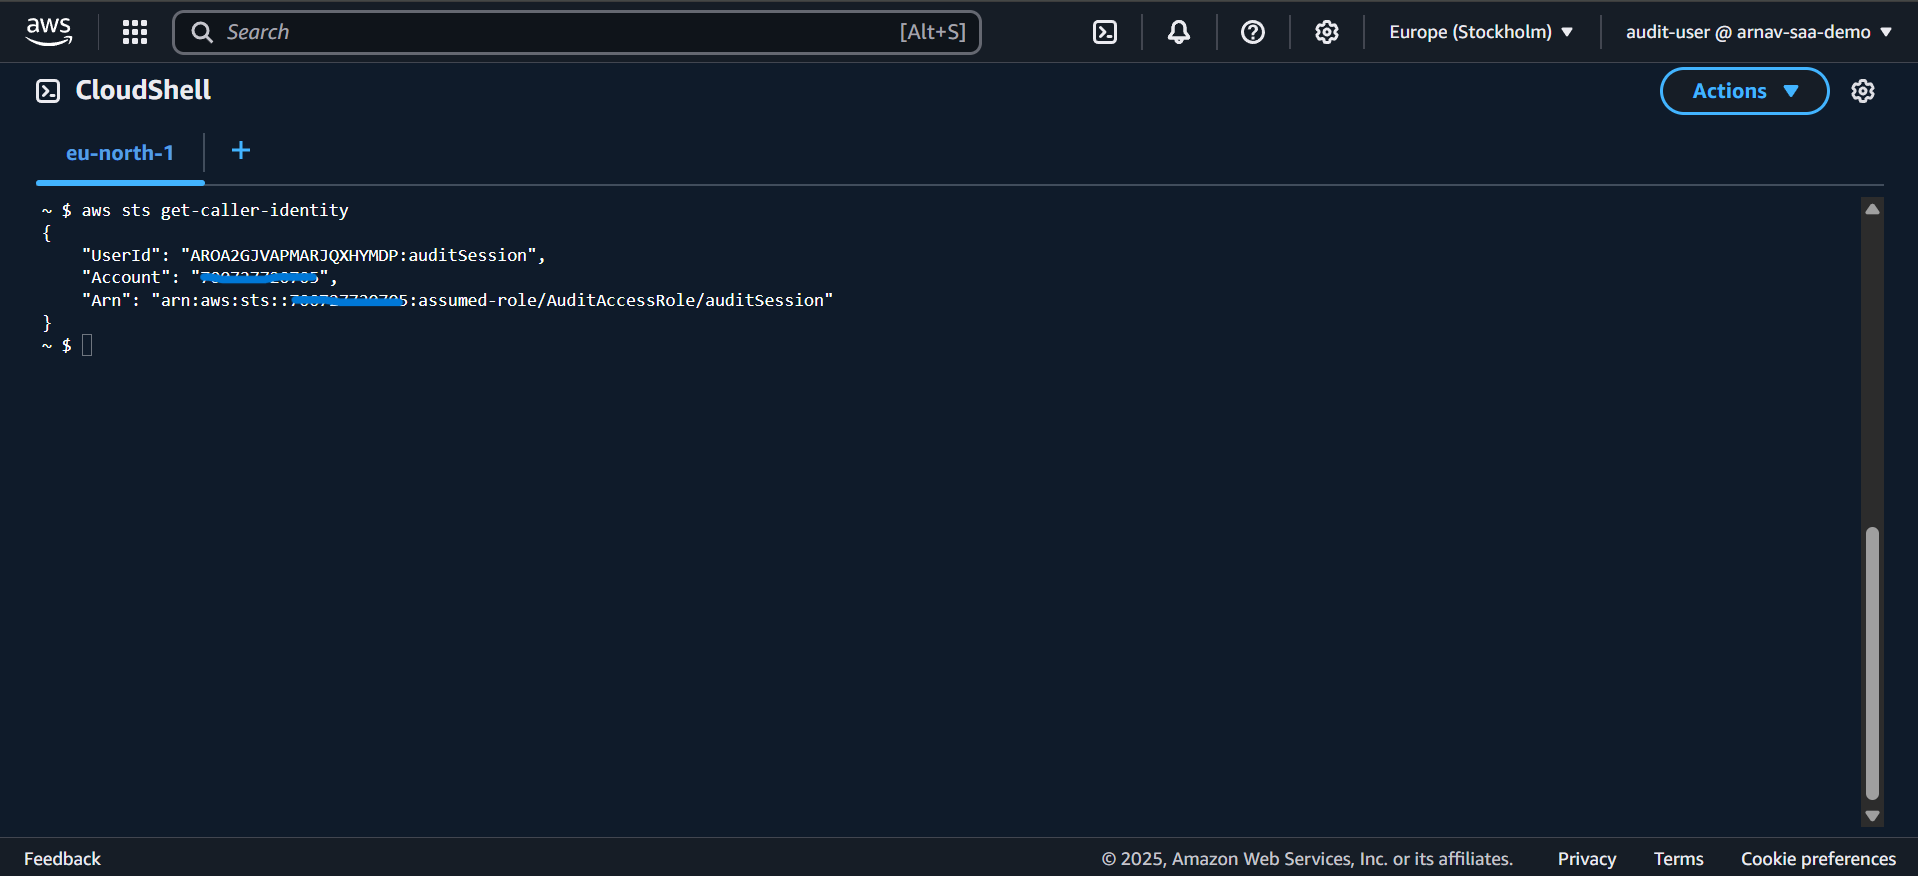 aws
Search [Alt+S] Europe (Stockholm) audit-user @ arnav-saa-demo
CloudShell Actions
eu-north-1 +
~ $ aws sts get-caller-identity
{
"UserId": "AROA2GJVAPMARJQXHYMDP:auditSession",
"Account": "",
"Arn": "arn:aws:sts:::assumed-role/AuditAccessRole/auditSession"
}
~ $
Feedback © 2025, Amazon Web Services, Inc. or its affiliates. Privacy Terms Cookie preferences